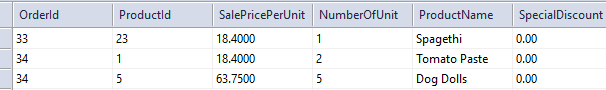 OrderId ProductId SalePricePerUnit NumberOfUnit ProductName SpecialDiscount
33 23 18.4000 1 Spagethi 0.00
34 1 18.4000 2 Tomato Paste 0.00
34 5 63.7500 5 Dog Dolls 0.00